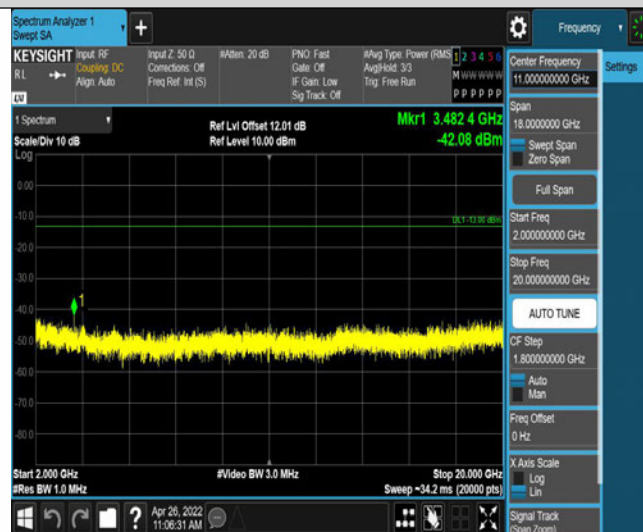 Spectrum Analyzer 1
Swept SA
Frequency
KEYSIGHT
RL
LXI
Input: RF
Coupling: DC
Align: Auto
Input Z: 50 Ω
Corrections: Off
Freq Ref: Int (S)
#Atten: 20 dB
PNO: Fast
Gate: Off
IF Gain: Low
Sig Track: Off
#Avg Type: Power (RMS
Avg|Hold: 3/3
Trig: Free Run
1 2 3 4 5 6
M W W W W W
P P P P P P
1 Spectrum
Scale/Div 10 dB
Log
Ref Lvl Offset 12.01 dB
Ref Level 10.00 dBm
Mkr1 3.482 4 GHz
-42.08 dBm
0.00
-10.0
DL1 -13.00 dBm
-20.0
-30.0
-40.0
-50.0
-60.0
-70.0
-80.0
1
Start 2.000 GHz
#Res BW 1.0 MHz
#Video BW 3.0 MHz
Stop 20.000 GHz
Sweep ~34.2 ms (20000 pts)
Apr 26, 2022
11:06:31 AM
?
Center Frequency
11.000000000 GHz
Settings
Span
18.0000000 GHz
Swept Span
Zero Span
Full Span
Start Freq
2.000000000 GHz
Stop Freq
20.000000000 GHz
AUTO TUNE
CF Step
1.800000000 GHz
Auto
Man
Freq Offset
0 Hz
X Axis Scale
Log
Lin
Signal Track
(Span Zoom)